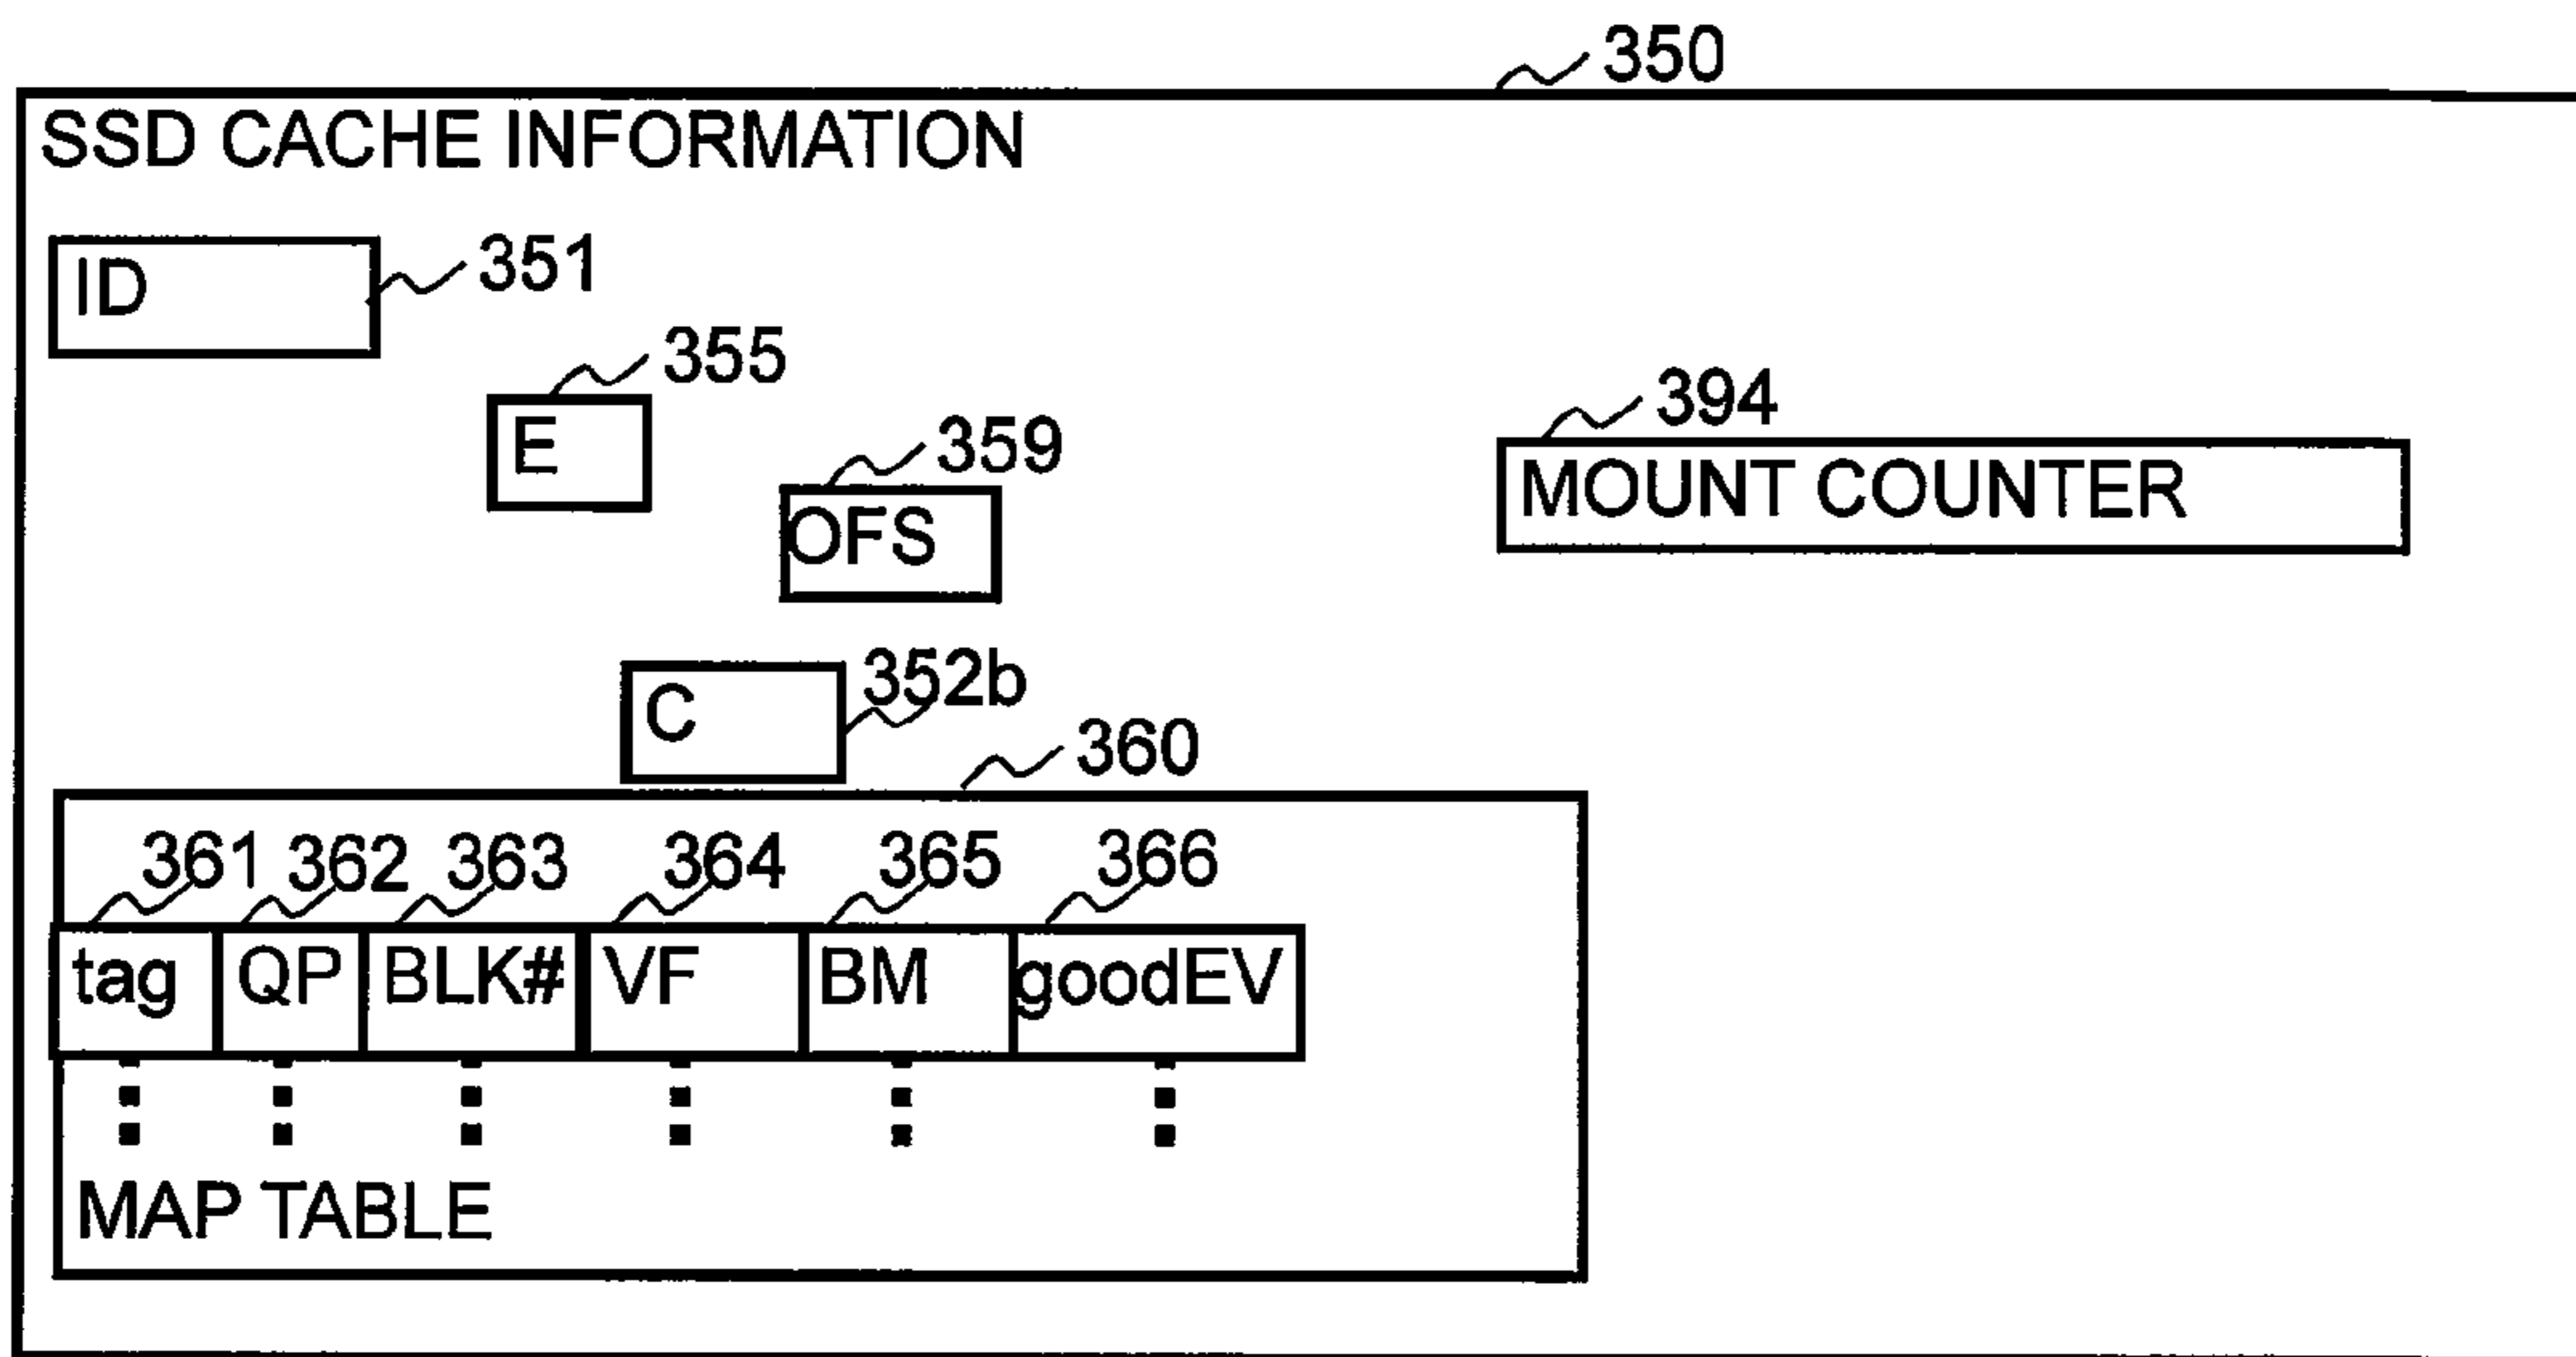 350
SSD CACHE INFORMATION
ID
351
355
E
359
OFS
394
MOUNT COUNTER
352b
C
360
361 362 363 364 365 366
tag QP BLK# VF BM goodEV
MAP TABLE